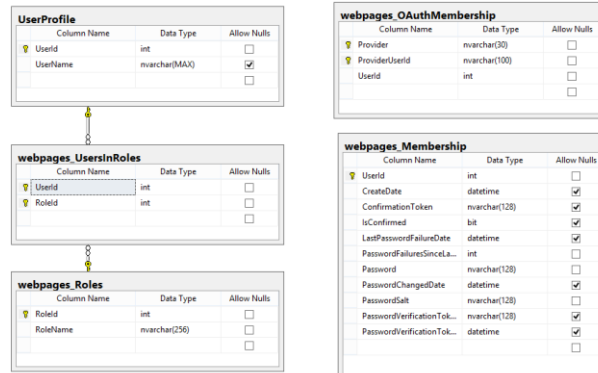 UserProfile
Column Name Data Type Allow Nulls
UserId int
UserName nvarchar(MAX)
webpages_UsersInRoles
Column Name Data Type Allow Nulls
UserId int
RoleId int
webpages_Roles
Column Name Data Type Allow Nulls
RoleId int
RoleName nvarchar(256)
webpages_OAuthMembership
Column Name Data Type Allow Nulls
Provider nvarchar(30)
ProviderUserId nvarchar(100)
UserId int
webpages_Membership
Column Name Data Type Allow Nulls
UserId int
CreateDate datetime
ConfirmationToken nvarchar(128)
IsConfirmed bit
LastPasswordFailureDate datetime
PasswordFailuresSinceLa... int
Password nvarchar(128)
PasswordChangedDate datetime
PasswordSalt nvarchar(128)
PasswordVerificationTok... nvarchar(128)
PasswordVerificationTok... datetime